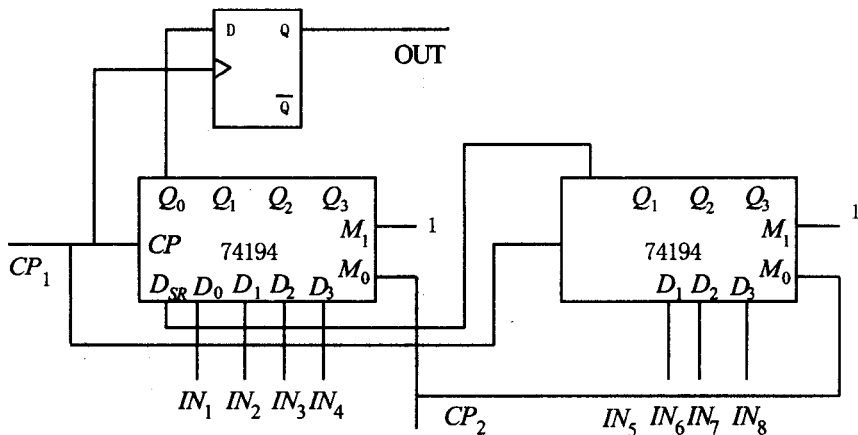 D Q
OUT
Q̅
Q₀ Q₁ Q₂ Q₃
Q₁ Q₂ Q₃
M₁ 1
M₁ 1
CP 74194
74194
CP₁
M₀
M₀
D_SR D₀ D₁ D₂ D₃
D₁ D₂ D₃
IN₁ IN₂ IN₃ IN₄
CP₂
IN₅ IN₆ IN₇ IN₈